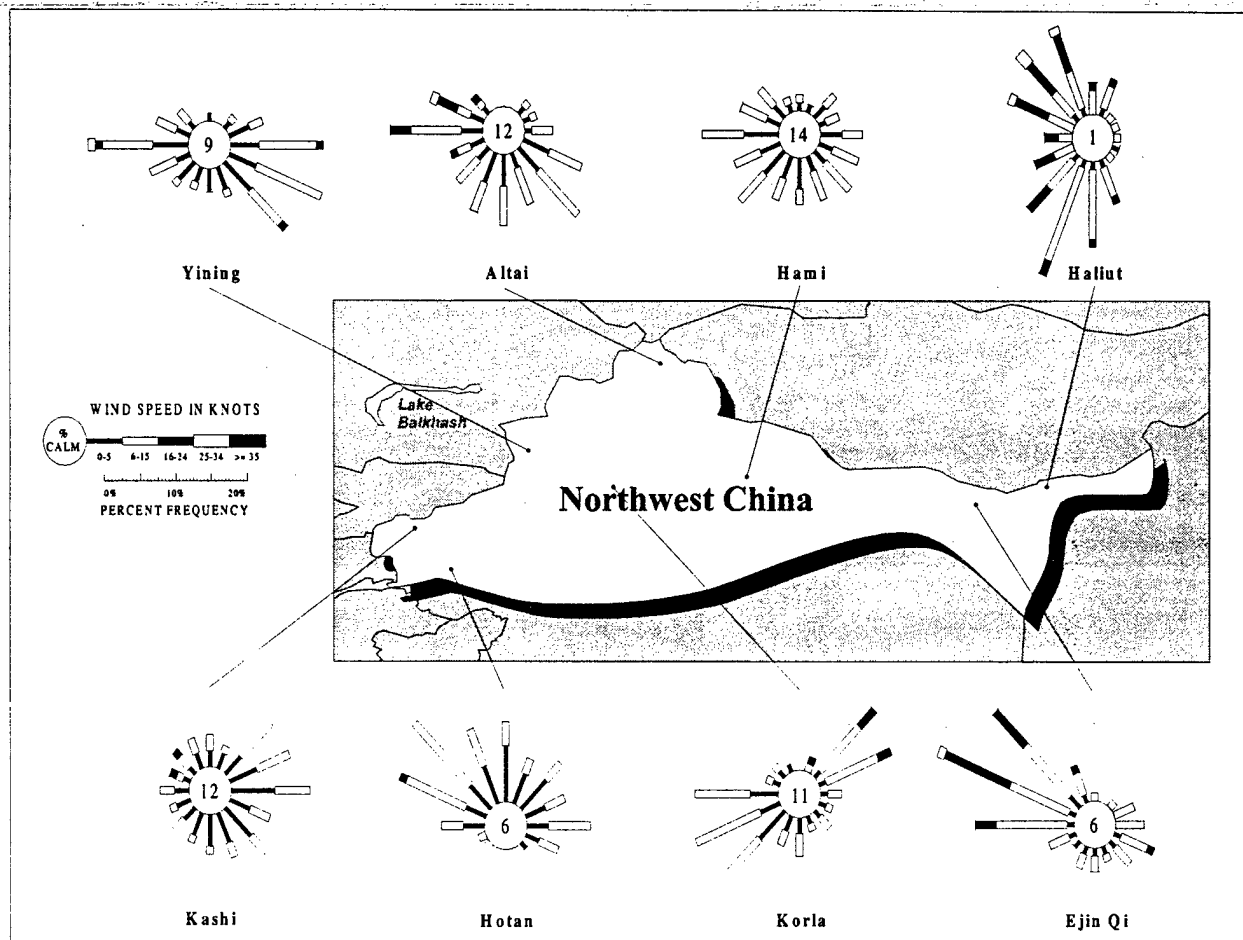 9
12
14
1
Yining
Altai
Hami
Haliut
Lake
Balkhash
WIND SPEED IN KNOTS
%
CALM
0-5 6-15 16-24 25-34 >= 35
0% 10% 20%
PERCENT FREQUENCY
Northwest China
12
6
11
6
Kashi
Hotan
Korla
Ejin Qi